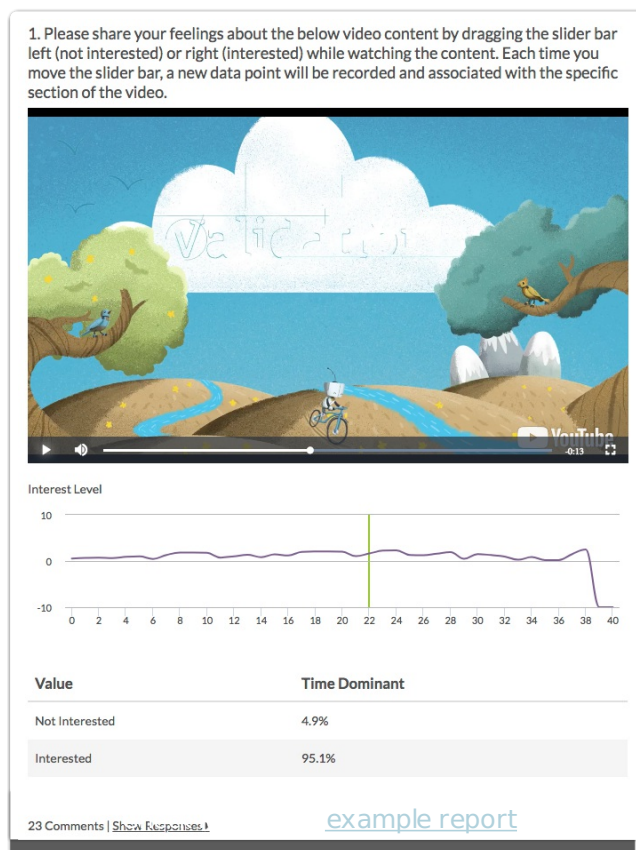 1. Please share your feelings about the below video content by dragging the slider bar
left (not interested) or right (interested) while watching the content. Each time you
move the slider bar, a new data point will be recorded and associated with the specific
section of the video.
YouTube
-0:13
Interest Level
10
0
-10
0 2 4 6 8 10 12 14 16 18 20 22 24 26 28 30 32 34 36 38 40
Value Time Dominant
Not Interested 4.9%
Interested 95.1%
23 Comments | Show Responses
example report